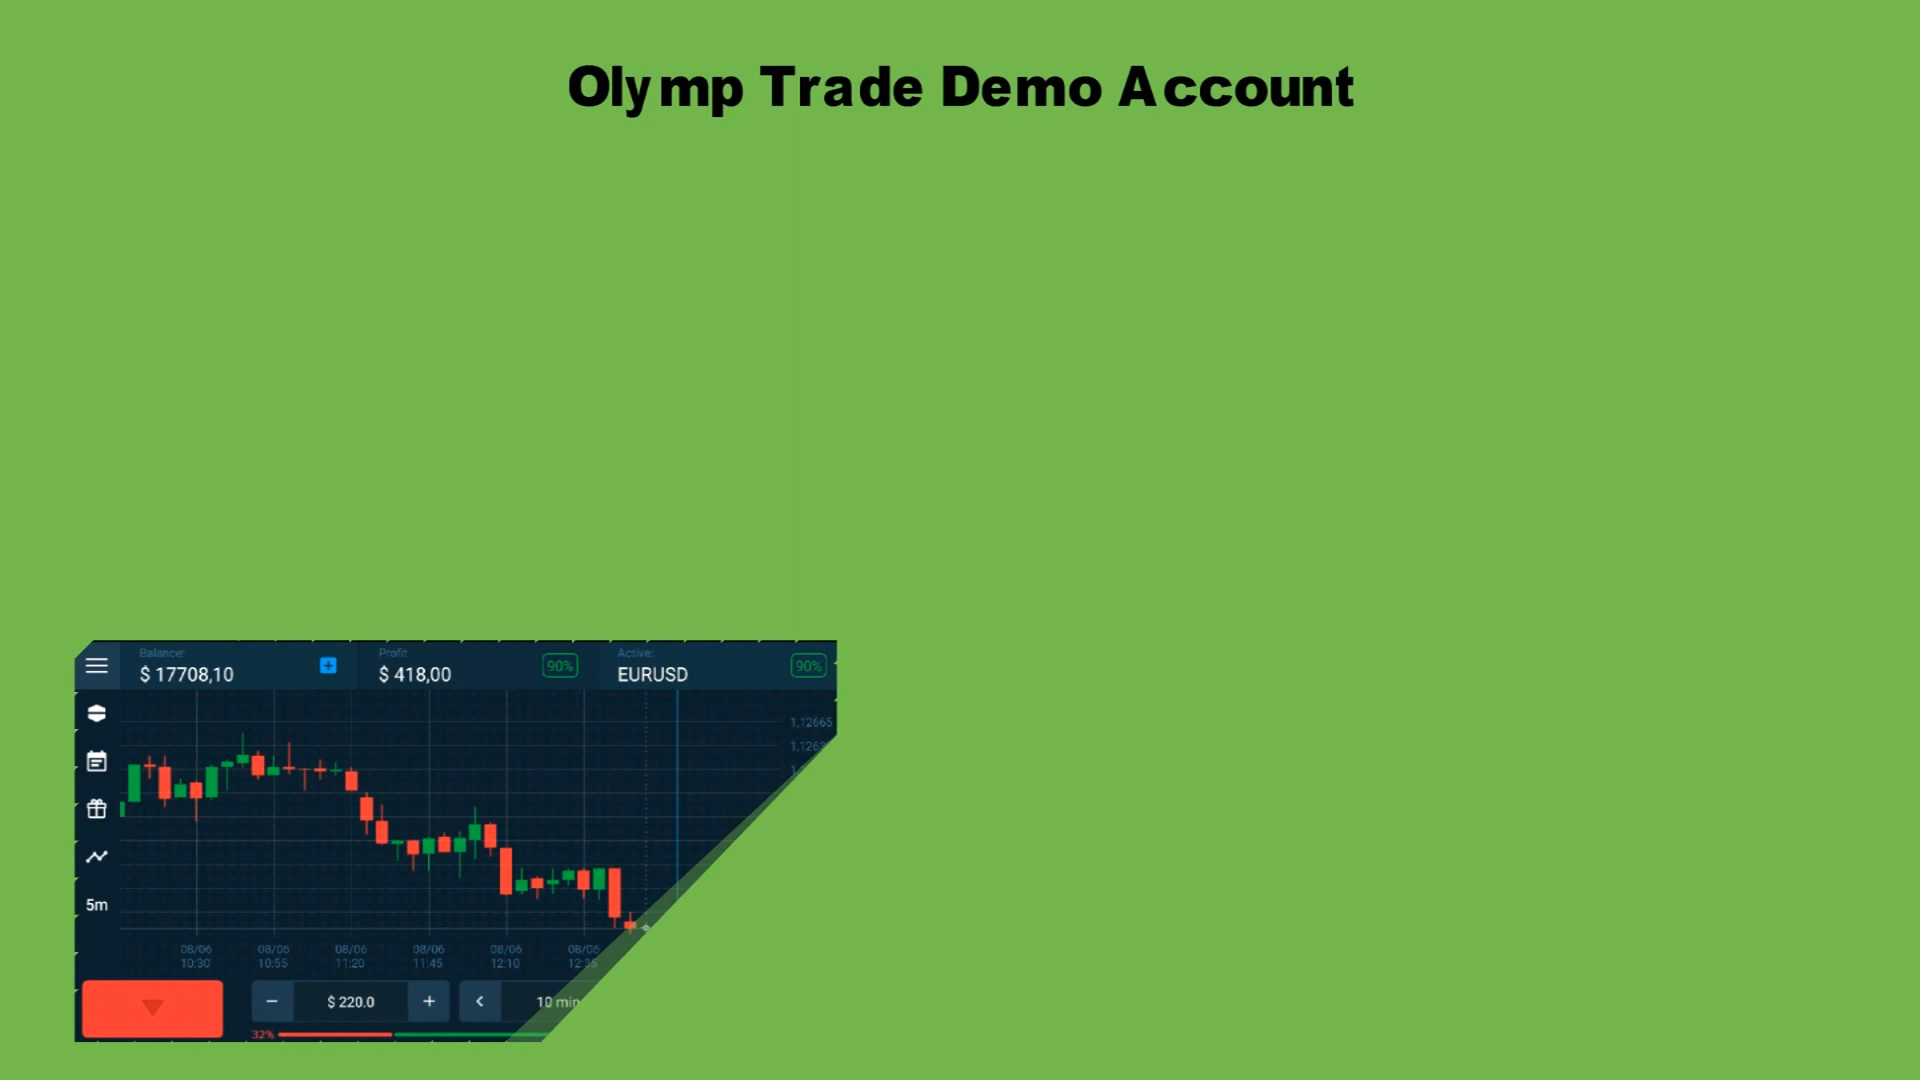 Olymp Trade Demo Account
Balance: Profit Active:
$ 17708,10 $ 418,00 90% EURUSD 90%
1,12665
5m
08/06 08/06 08/06 08/06 08/06 08/06
10:30 10:55 11:20 11:45 12:10
$ 220.0 10 min
32%